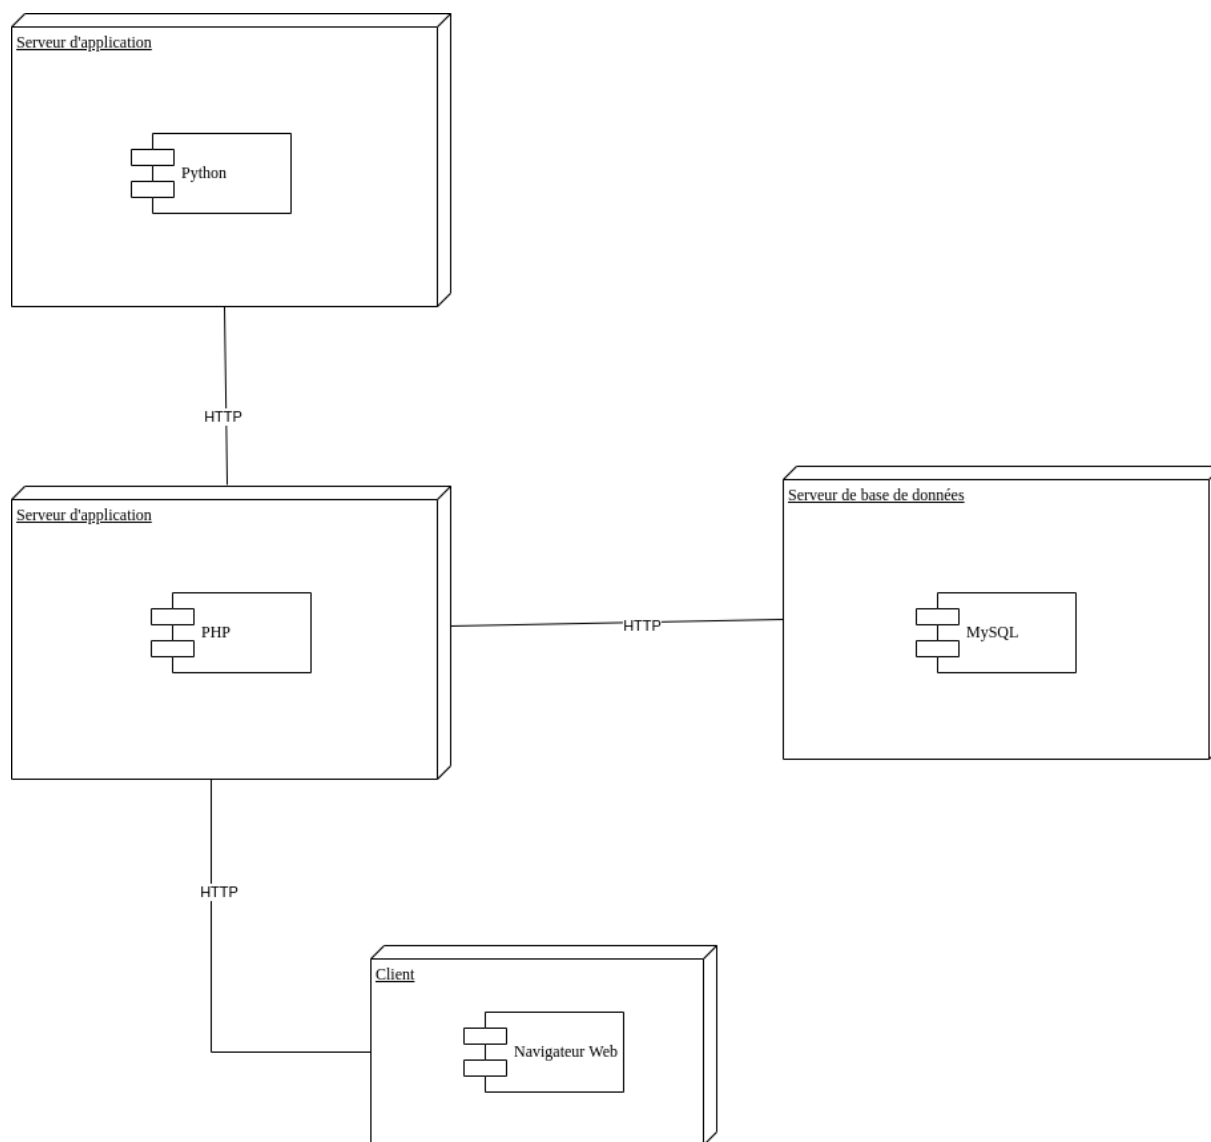 Serveur d'application
Python
HTTP
Serveur d'application
PHP
HTTP
Serveur de base de données
MySQL
HTTP
Client
Navigateur Web